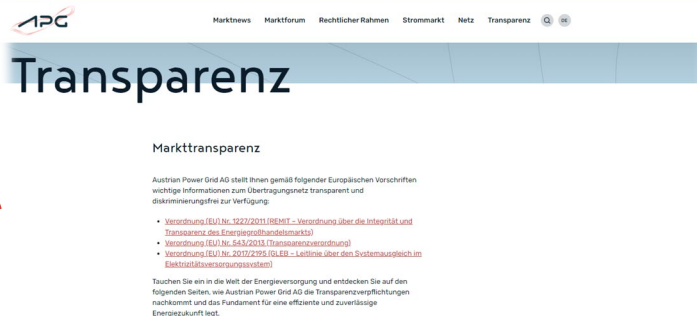 APG
Marktnews Marktforum Rechtlicher Rahmen Strommarkt Netz Transparenz DE
Transparenz
Markttransparenz
Austrian Power Grid AG stellt Ihnen gemäß folgender Europäischen Vorschriften
wichtige Informationen zum Übertragungsnetz transparent und
diskriminierungsfrei zur Verfügung:
• Verordnung (EU) Nr. 1227/2011 (REMIT – Verordnung über die Integrität und
Transparenz des Energiegroßhandelsmarkts)
• Verordnung (EU) Nr. 543/2013 (Transparenzverordnung)
• Verordnung (EU) Nr. 2017/2195 (GLEB – Leitlinie über den Systemausgleich im
Elektrizitätsversorgungssystem)
Tauchen Sie ein in die Welt der Energieversorgung und entdecken Sie auf den
folgenden Seiten, wie Austrian Power Grid AG die Transparenzverpflichtungen
nachkommt und das Fundament für eine effiziente und zuverlässige
Energiezukunft legt.